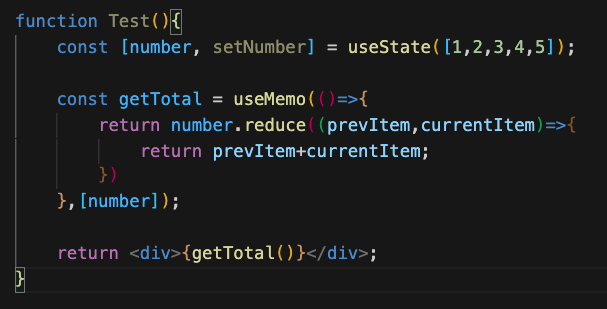 function Test(){
    const [number, setNumber] = useState([1,2,3,4,5]);
    const getTotal = useMemo(()=>{
        return number.reduce((prevItem,currentItem)=>{
            return prevItem+currentItem;
        })
    },[number]);
    return <div>{getTotal()}</div>;
}